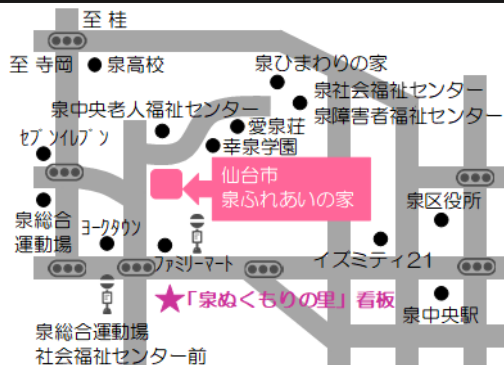 至 桂
至 寺岡
泉高校
泉ひまわりの家
泉社会福祉センター
泉障害者福祉センター
泉中央老人福祉センター
愛泉荘
幸泉学園
セブンイレブン
仙台市
泉ふれあいの家
泉総合
運動場
ヨークタウン
泉区役所
ファミリーマート
イズミティ21
★「泉ぬくもりの里」看板
泉中央駅
泉総合運動場
社会福祉センター前